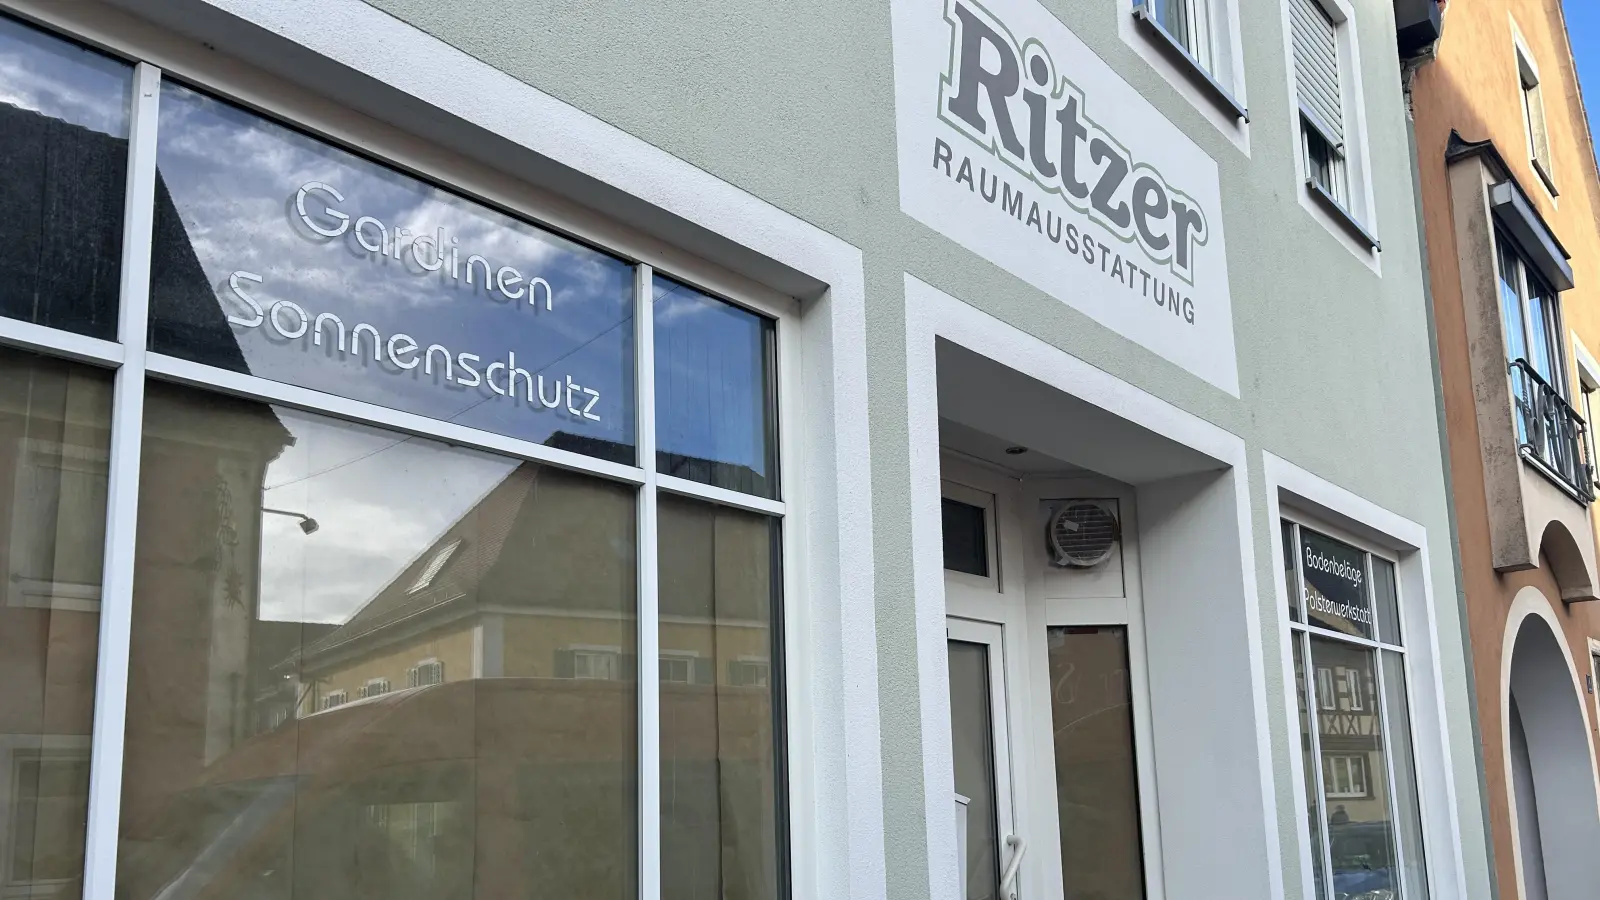 Ritzer
RAUMAUSSTATTUNG
Gardinen
Sonnenschutz
Bodenbeläge
Polsterwerkstatt